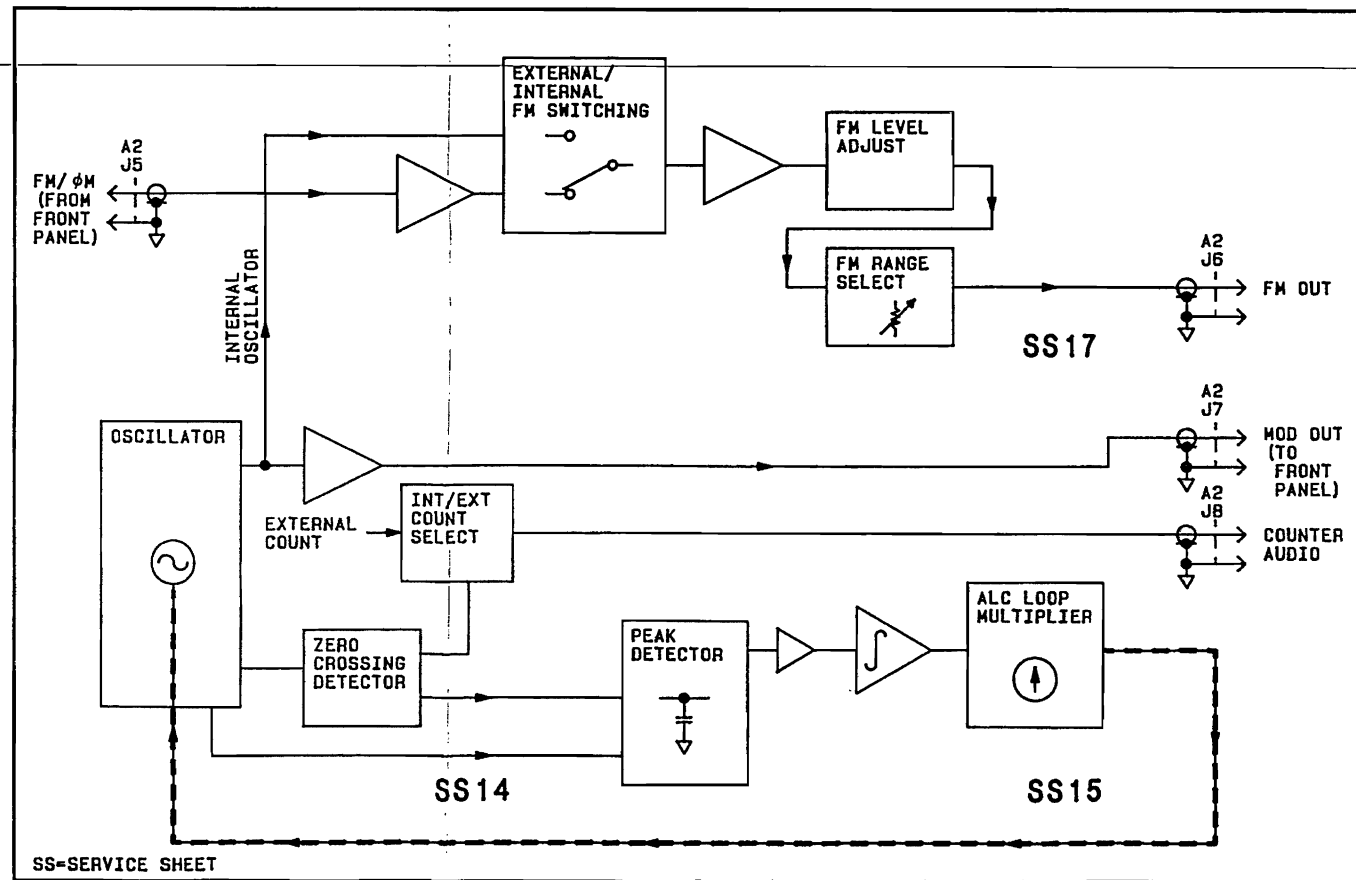 EXTERNAL/
INTERNAL
FM SWITCHING
FM LEVEL
ADJUST
A2
J5
FM/ϕM
(FROM
FRONT
PANEL)
INTERNAL
OSCILLATOR
FM RANGE
SELECT
A2
J6
FM OUT
SS17
OSCILLATOR
A2
J7
MOD OUT
(TO
FRONT
PANEL)
EXTERNAL
COUNT
INT/EXT
COUNT
SELECT
A2
J8
COUNTER
AUDIO
ZERO
CROSSING
DETECTOR
PEAK
DETECTOR
ALC LOOP
MULTIPLIER
SS14
SS15
SS=SERVICE SHEET